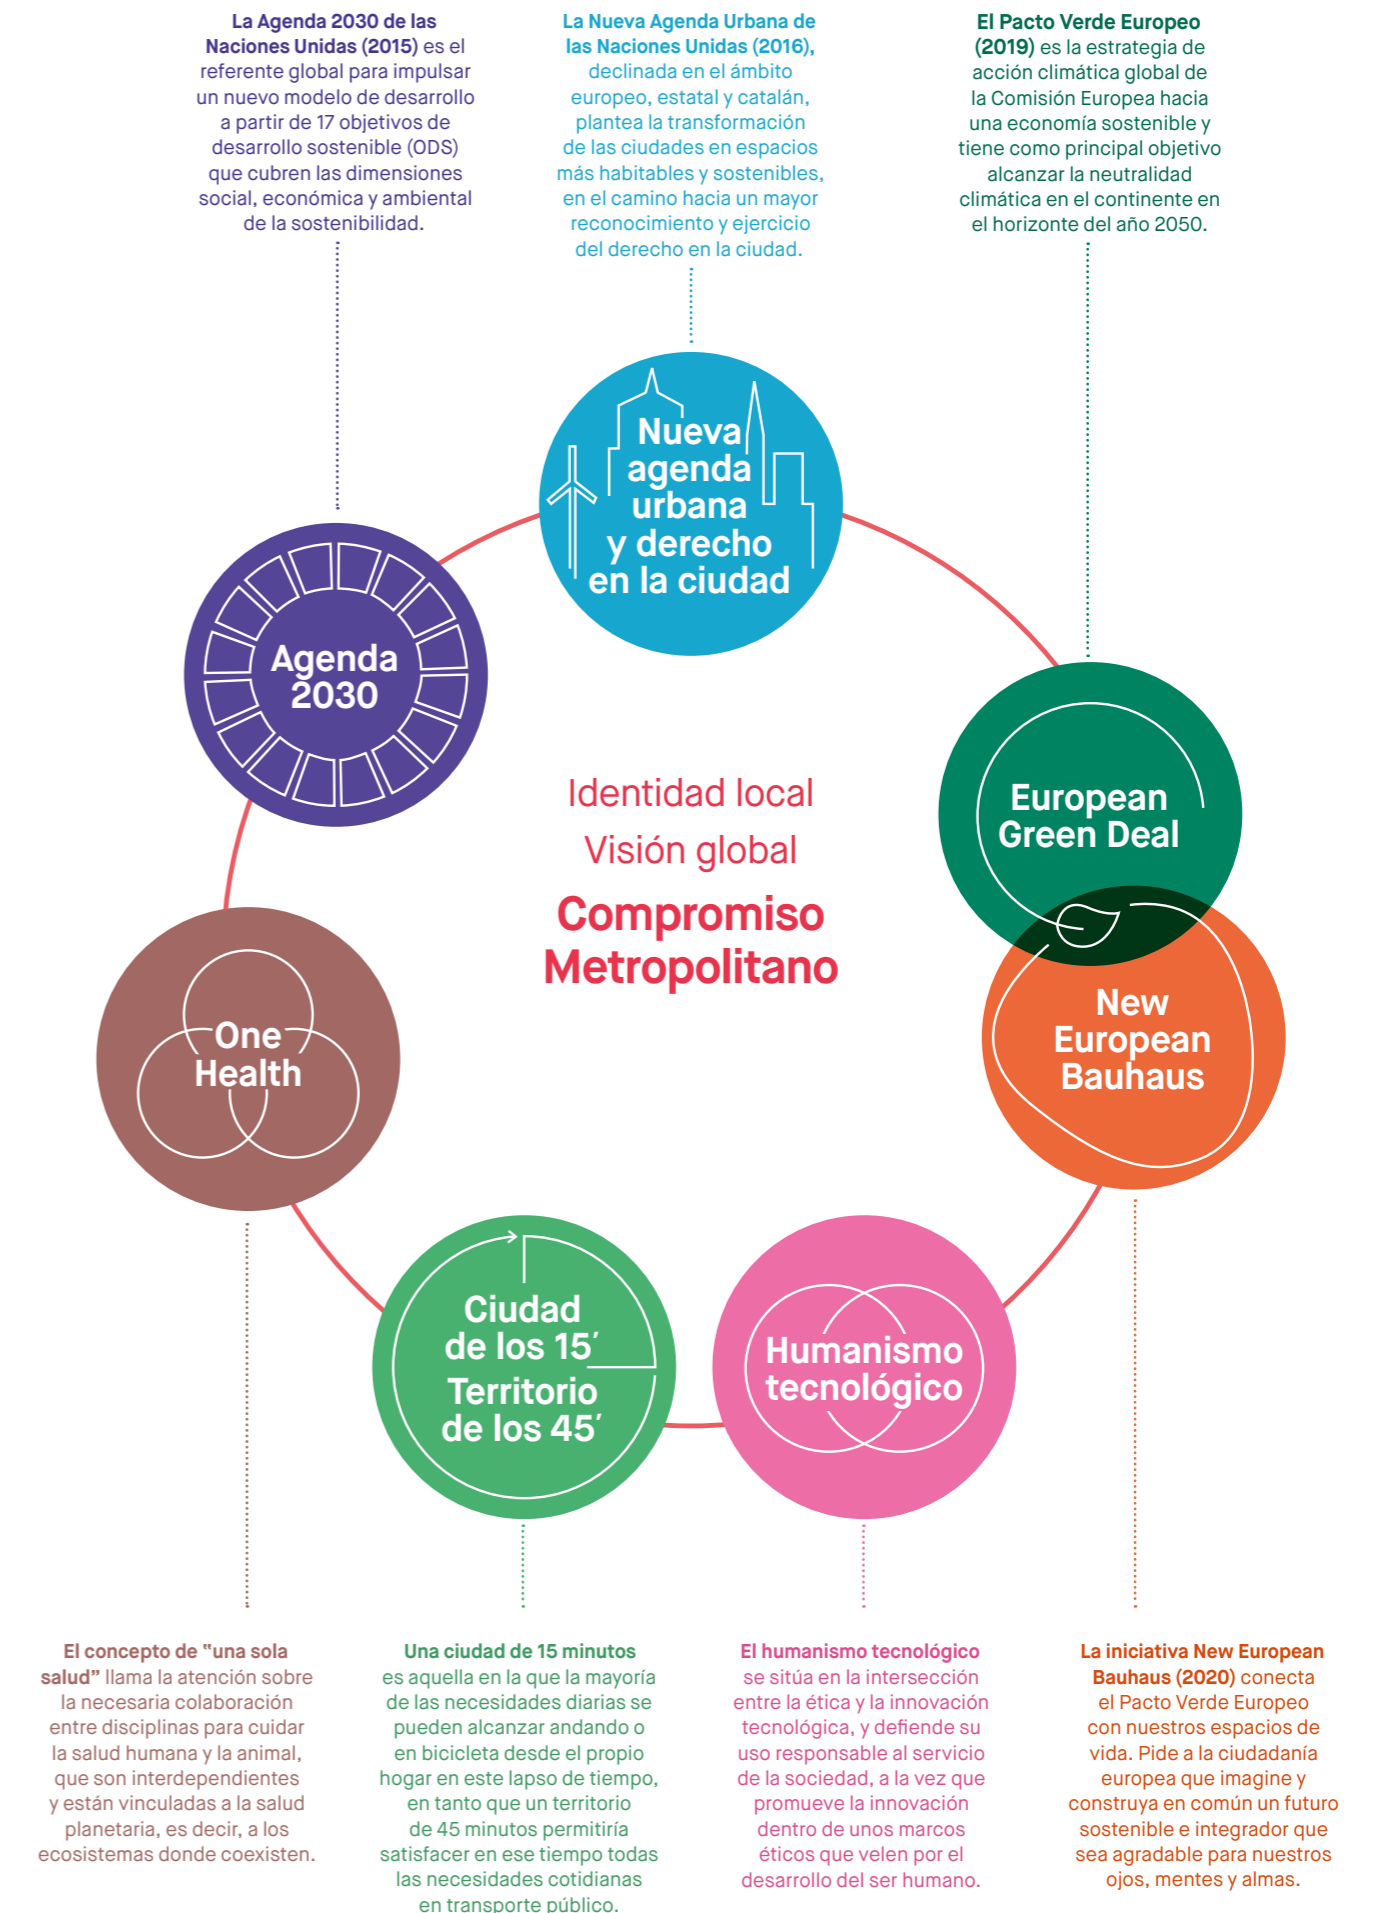 La Agenda 2030 de las
Naciones Unidas (2015) es el
referente global para impulsar
un nuevo modelo de desarrollo
a partir de 17 objetivos de
desarrollo sostenible (ODS)
que cubren las dimensiones
social, económica y ambiental
de la sostenibilidad.
La Nueva Agenda Urbana de
las Naciones Unidas (2016),
declinada en el ámbito
europeo, estatal y catalán,
plantea la transformación
de las ciudades en espacios
más habitables y sostenibles,
en el camino hacia un mayor
reconocimiento y ejercicio
del derecho en la ciudad.
El Pacto Verde Europeo
(2019) es la estrategia de
acción climática global de
la Comisión Europea hacia
una economía sostenible y
tiene como principal objetivo
alcanzar la neutralidad
climática en el continente en
el horizonte del año 2050.
Nueva
agenda
urbana
y derecho
en la ciudad
Agenda
2030
European
Green Deal
Identidad local
Visión global
Compromiso
Metropolitano
New
European
Bauhaus
One
Health
Ciudad
de los 15′
Territorio
de los 45′
Humanismo
tecnológico
El concepto de "una sola
salud" llama la atención sobre
la necesaria colaboración
entre disciplinas para cuidar
la salud humana y la animal,
que son interdependientes
y están vinculadas a la salud
planetaria, es decir, a los
ecosistemas donde coexisten.
Una ciudad de 15 minutos
es aquella en la que la mayoría
de las necesidades diarias se
pueden alcanzar andando o
en bicicleta desde el propio
hogar en este lapso de tiempo,
en tanto que un territorio
de 45 minutos permitiría
satisfacer en ese tiempo todas
las necesidades cotidianas
en transporte público.
El humanismo tecnológico
se sitúa en la intersección
entre la ética y la innovación
tecnológica, y defiende su
uso responsable al servicio
de la sociedad, a la vez que
promueve la innovación
dentro de unos marcos
éticos que velen por el
desarrollo del ser humano.
La iniciativa New European
Bauhaus (2020) conecta
el Pacto Verde Europeo
con nuestros espacios de
vida. Pide a la ciudadanía
europea que imagine y
construya en común un futuro
sostenible e integrador que
sea agradable para nuestros
ojos, mentes y almas.